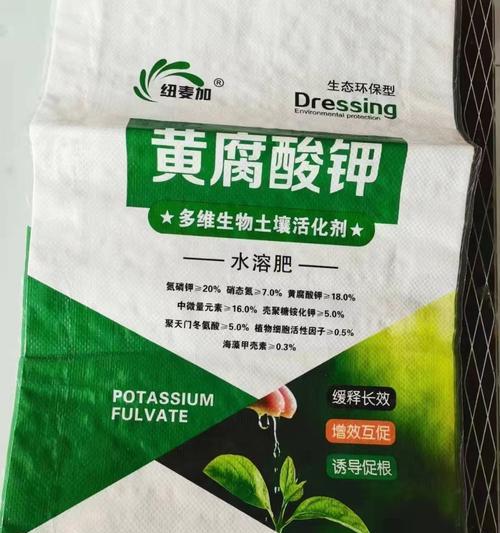 纽麦加®
生态环保型
Dressing
Environmental protection
黄腐酸钾
★多维生物土壤活化剂★
水溶肥
氮磷钾≥20% 硝态氮≥7.0% 黄腐酸钾≥18.0%
中微量元素≥16.0% 壳聚糖铵化钾≥5.0%
聚天门冬氨酸≥5.0% 植物细胞活性因子≥0.5%
海藻甲壳素≥0.3%
POTASSIUM
FULVATE
缓释长效
增效互促
诱导促根